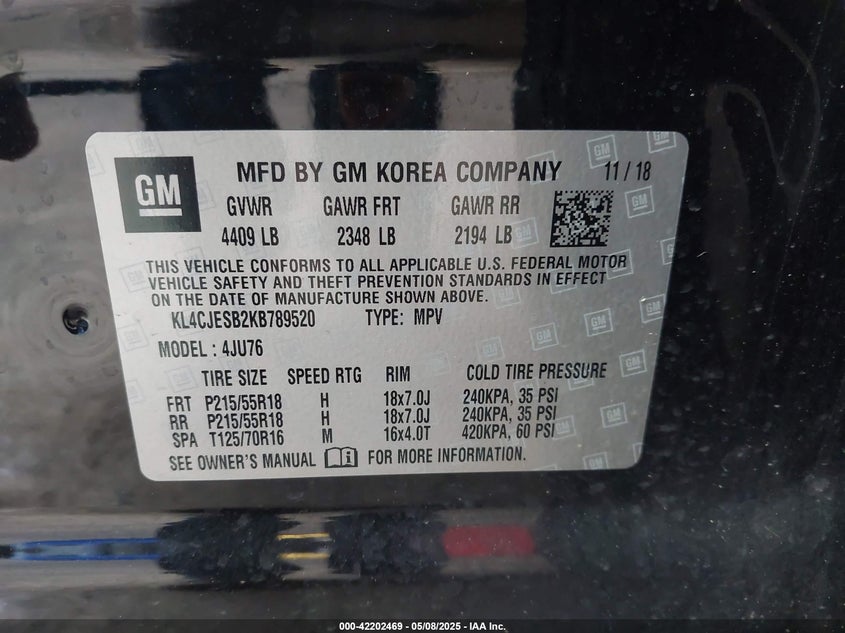 GM
MFD BY GM KOREA COMPANY 11 / 18
GVWR GAWR FRT GAWR RR
4409 LB 2348 LB 2194 LB
THIS VEHICLE CONFORMS TO ALL APPLICABLE U.S. FEDERAL MOTOR
VEHICLE SAFETY AND THEFT PREVENTION STANDARDS IN EFFECT
ON THE DATE OF MANUFACTURE SHOWN ABOVE.
KL4CJESB2KB789520 TYPE: MPV
MODEL : 4JU76
TIRE SIZE SPEED RTG RIM COLD TIRE PRESSURE
FRT P215/55R18 H 18x7.0J 240KPA, 35 PSI
RR P215/55R18 H 18x7.0J 240KPA, 35 PSI
SPA T125/70R16 M 16x4.0T 420KPA, 60 PSI
SEE OWNER'S MANUAL FOR MORE INFORMATION.
000-42202469 - 05/08/2025 - IAA Inc.